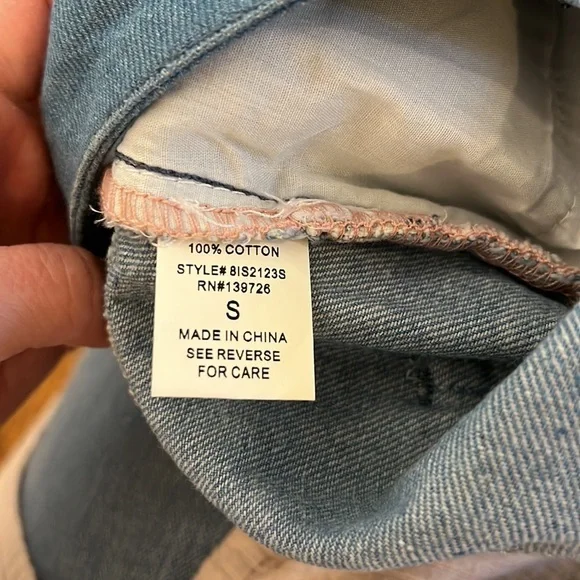 100% COTTON
STYLE# 8IS2123S
RN#139726
S
MADE IN CHINA
SEE REVERSE
FOR CARE